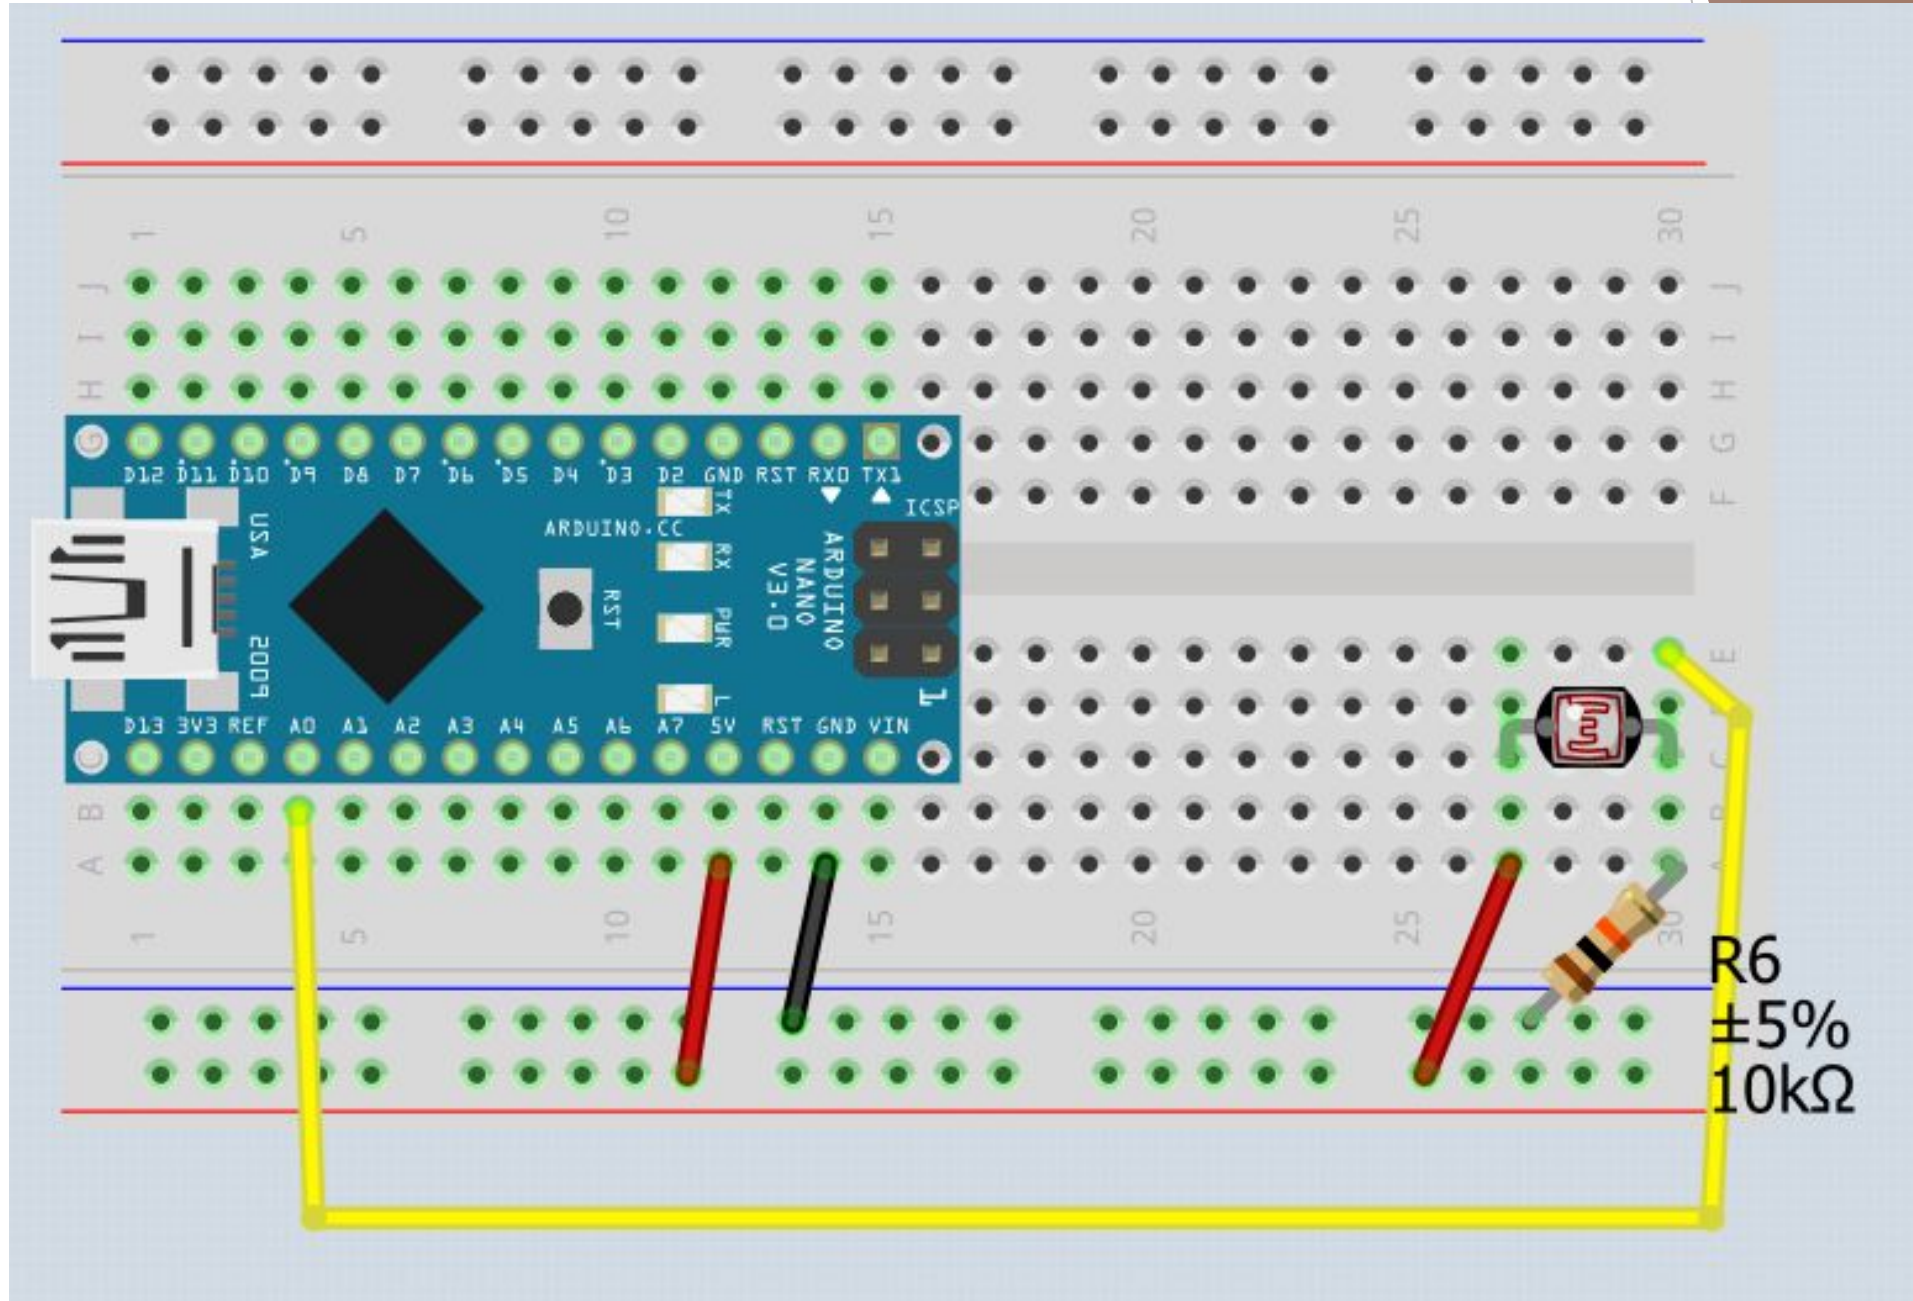 1 5 10 15 20 25 30
J J
I I
H H
G G
D12 D11 D10 D9 D8 D7 D6 D5 D4 D3 D2 GND RST RX0 TX1
F
ICSP
TX
USA
ARDUINO.CC
RX
ARDUINO
NANO
V3.0
RST
PWR
2009
L
1
E
D13 3V3 REF A0 A1 A2 A3 A4 A5 A6 A7 5V RST GND VIN
C C
B B
A A
1 5 10 15 20 25 30
R6
±5%
10kΩ